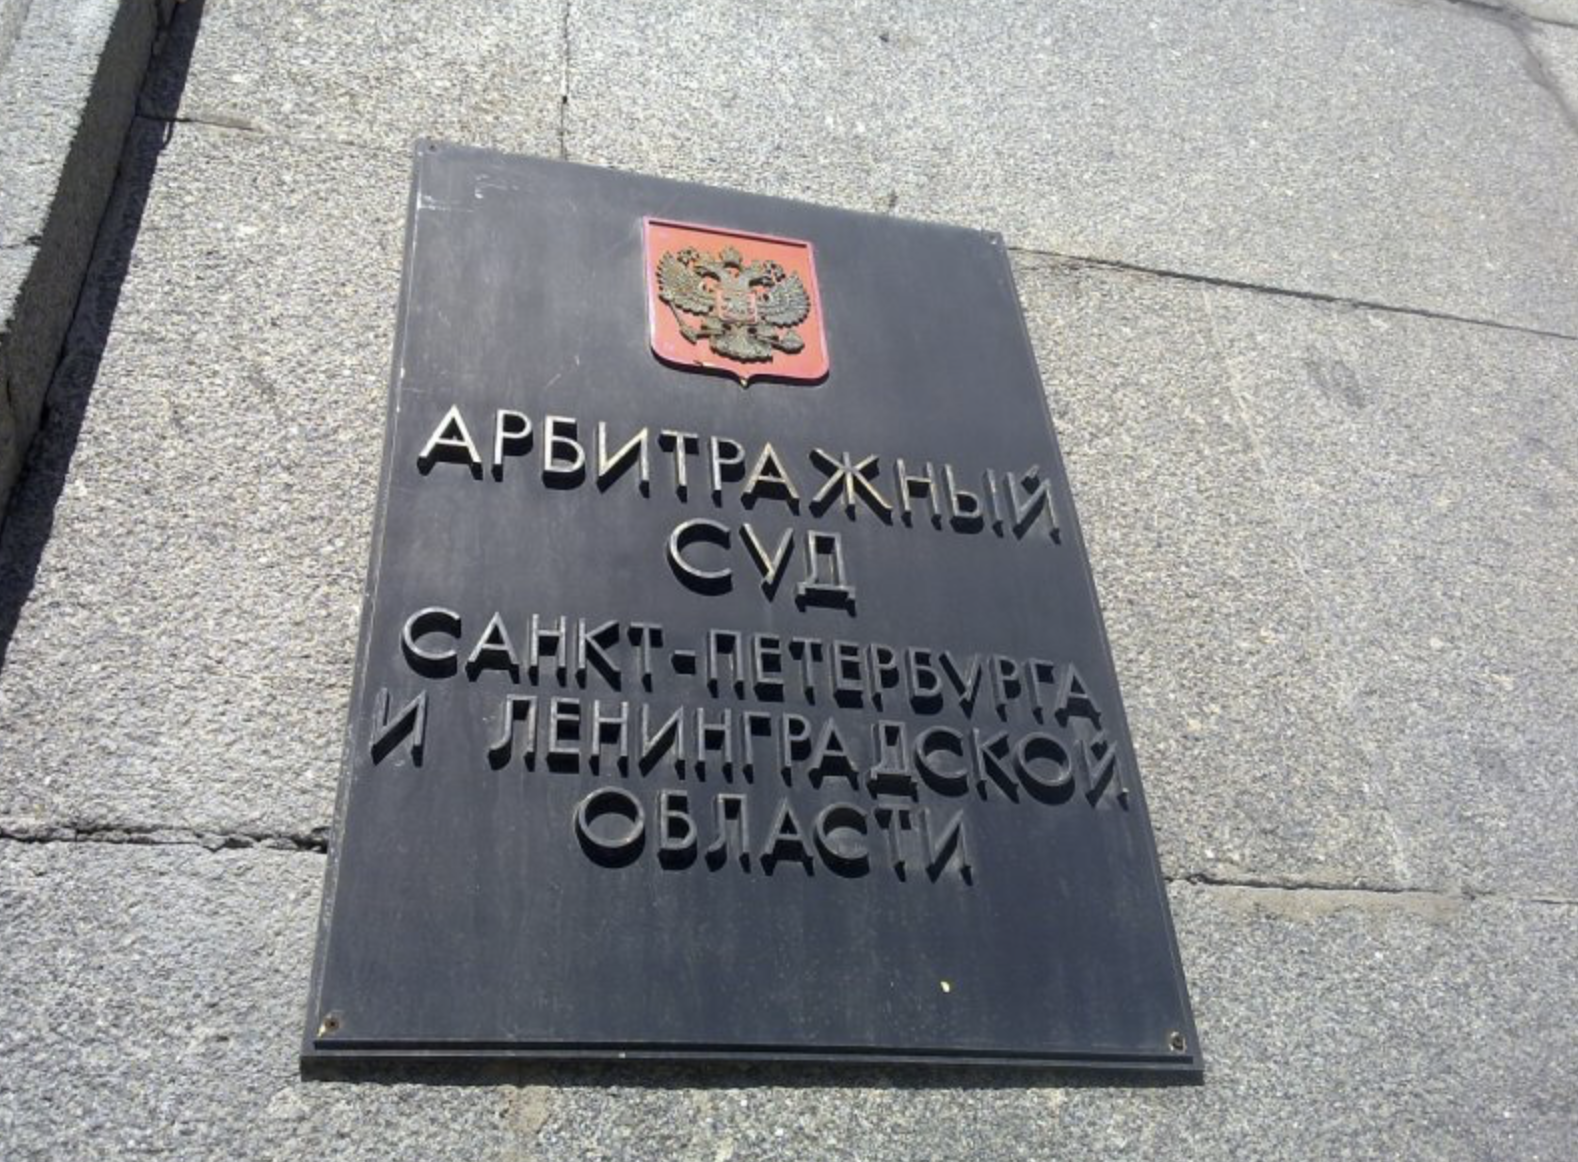 АРБИТРАЖНЫЙ
СУД
САНКТ-ПЕТЕРБУРГА
И ЛЕНИНГРАДСКОЙ
ОБЛАСТИ